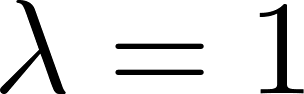 λ = 1